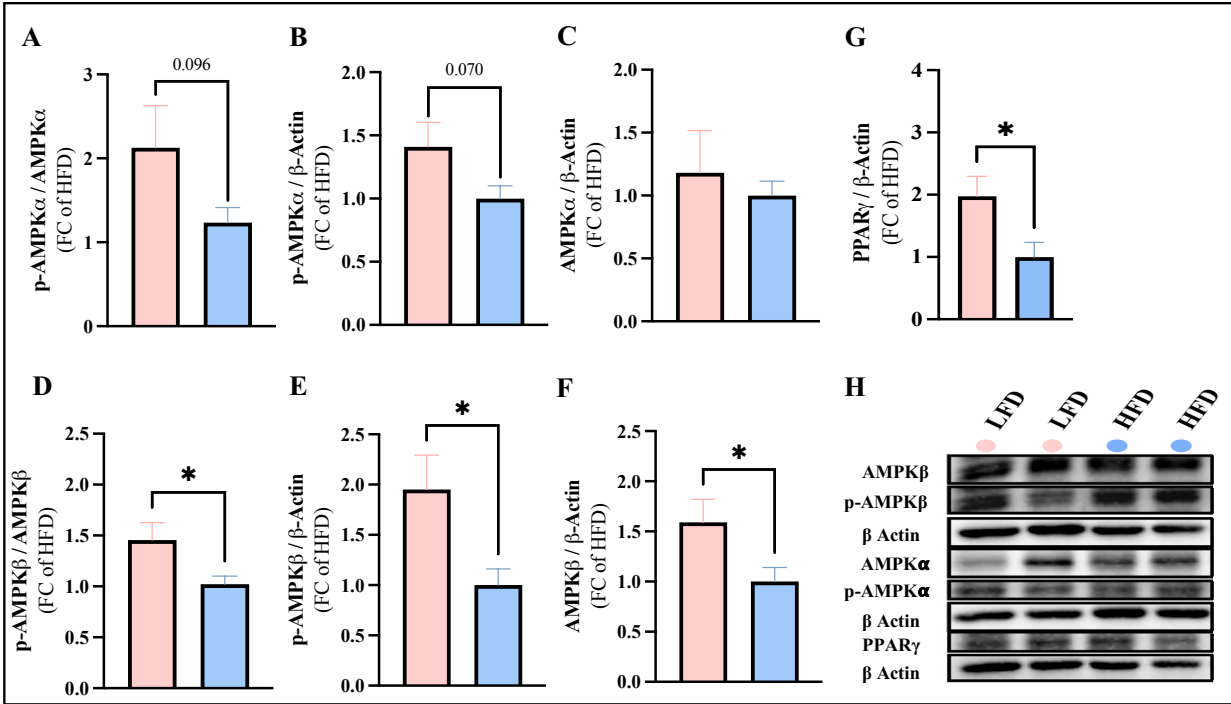 A
p-AMPKα / AMPKα
(FC of HFD)
3
2
1
0
0.096
B
p-AMPKα / β-Actin
(FC of HFD)
2.0
1.5
1.0
0.5
0.0
0.070
C
AMPKα / β-Actin
(FC of HFD)
2.0
1.5
1.0
0.5
0.0
G
PPARγ / β-Actin
(FC of HFD)
4
3
2
1
0
*
D
p-AMPKβ / AMPKβ
(FC of HFD)
2.5
2.0
1.5
1.0
0.5
0.0
*
E
p-AMPKβ / β-Actin
(FC of HFD)
2.5
2.0
1.5
1.0
0.5
0.0
*
F
AMPKβ / β-Actin
(FC of HFD)
2.5
2.0
1.5
1.0
0.5
0.0
*
H
LFD
LFD
HFD
HFD
AMPKβ
p-AMPKβ
β Actin
AMPKα
p-AMPKα
β Actin
PPARγ
β Actin